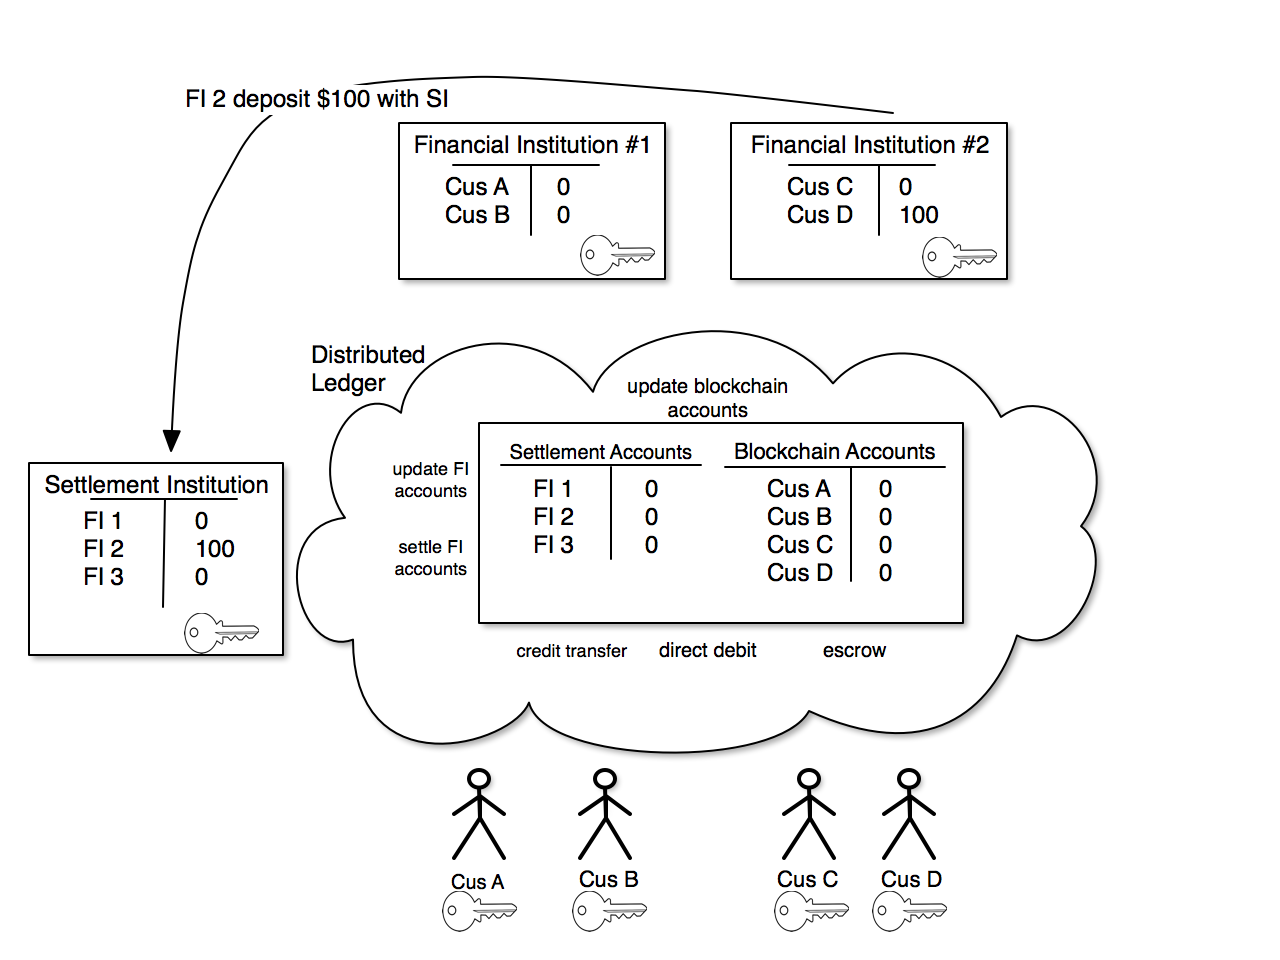 FI 2 deposit $100 with SI
Financial Institution #1
Cus A 0
Cus B 0
Financial Institution #2
Cus C 0
Cus D 100
Distributed
Ledger
update blockchain
accounts
Settlement Institution
FI 1 0
FI 2 100
FI 3 0
update FI
accounts
settle FI
accounts
Settlement Accounts
FI 1 0
FI 2 0
FI 3 0
Blockchain Accounts
Cus A 0
Cus B 0
Cus C 0
Cus D 0
credit transfer
direct debit
escrow
Cus A
Cus B
Cus C
Cus D